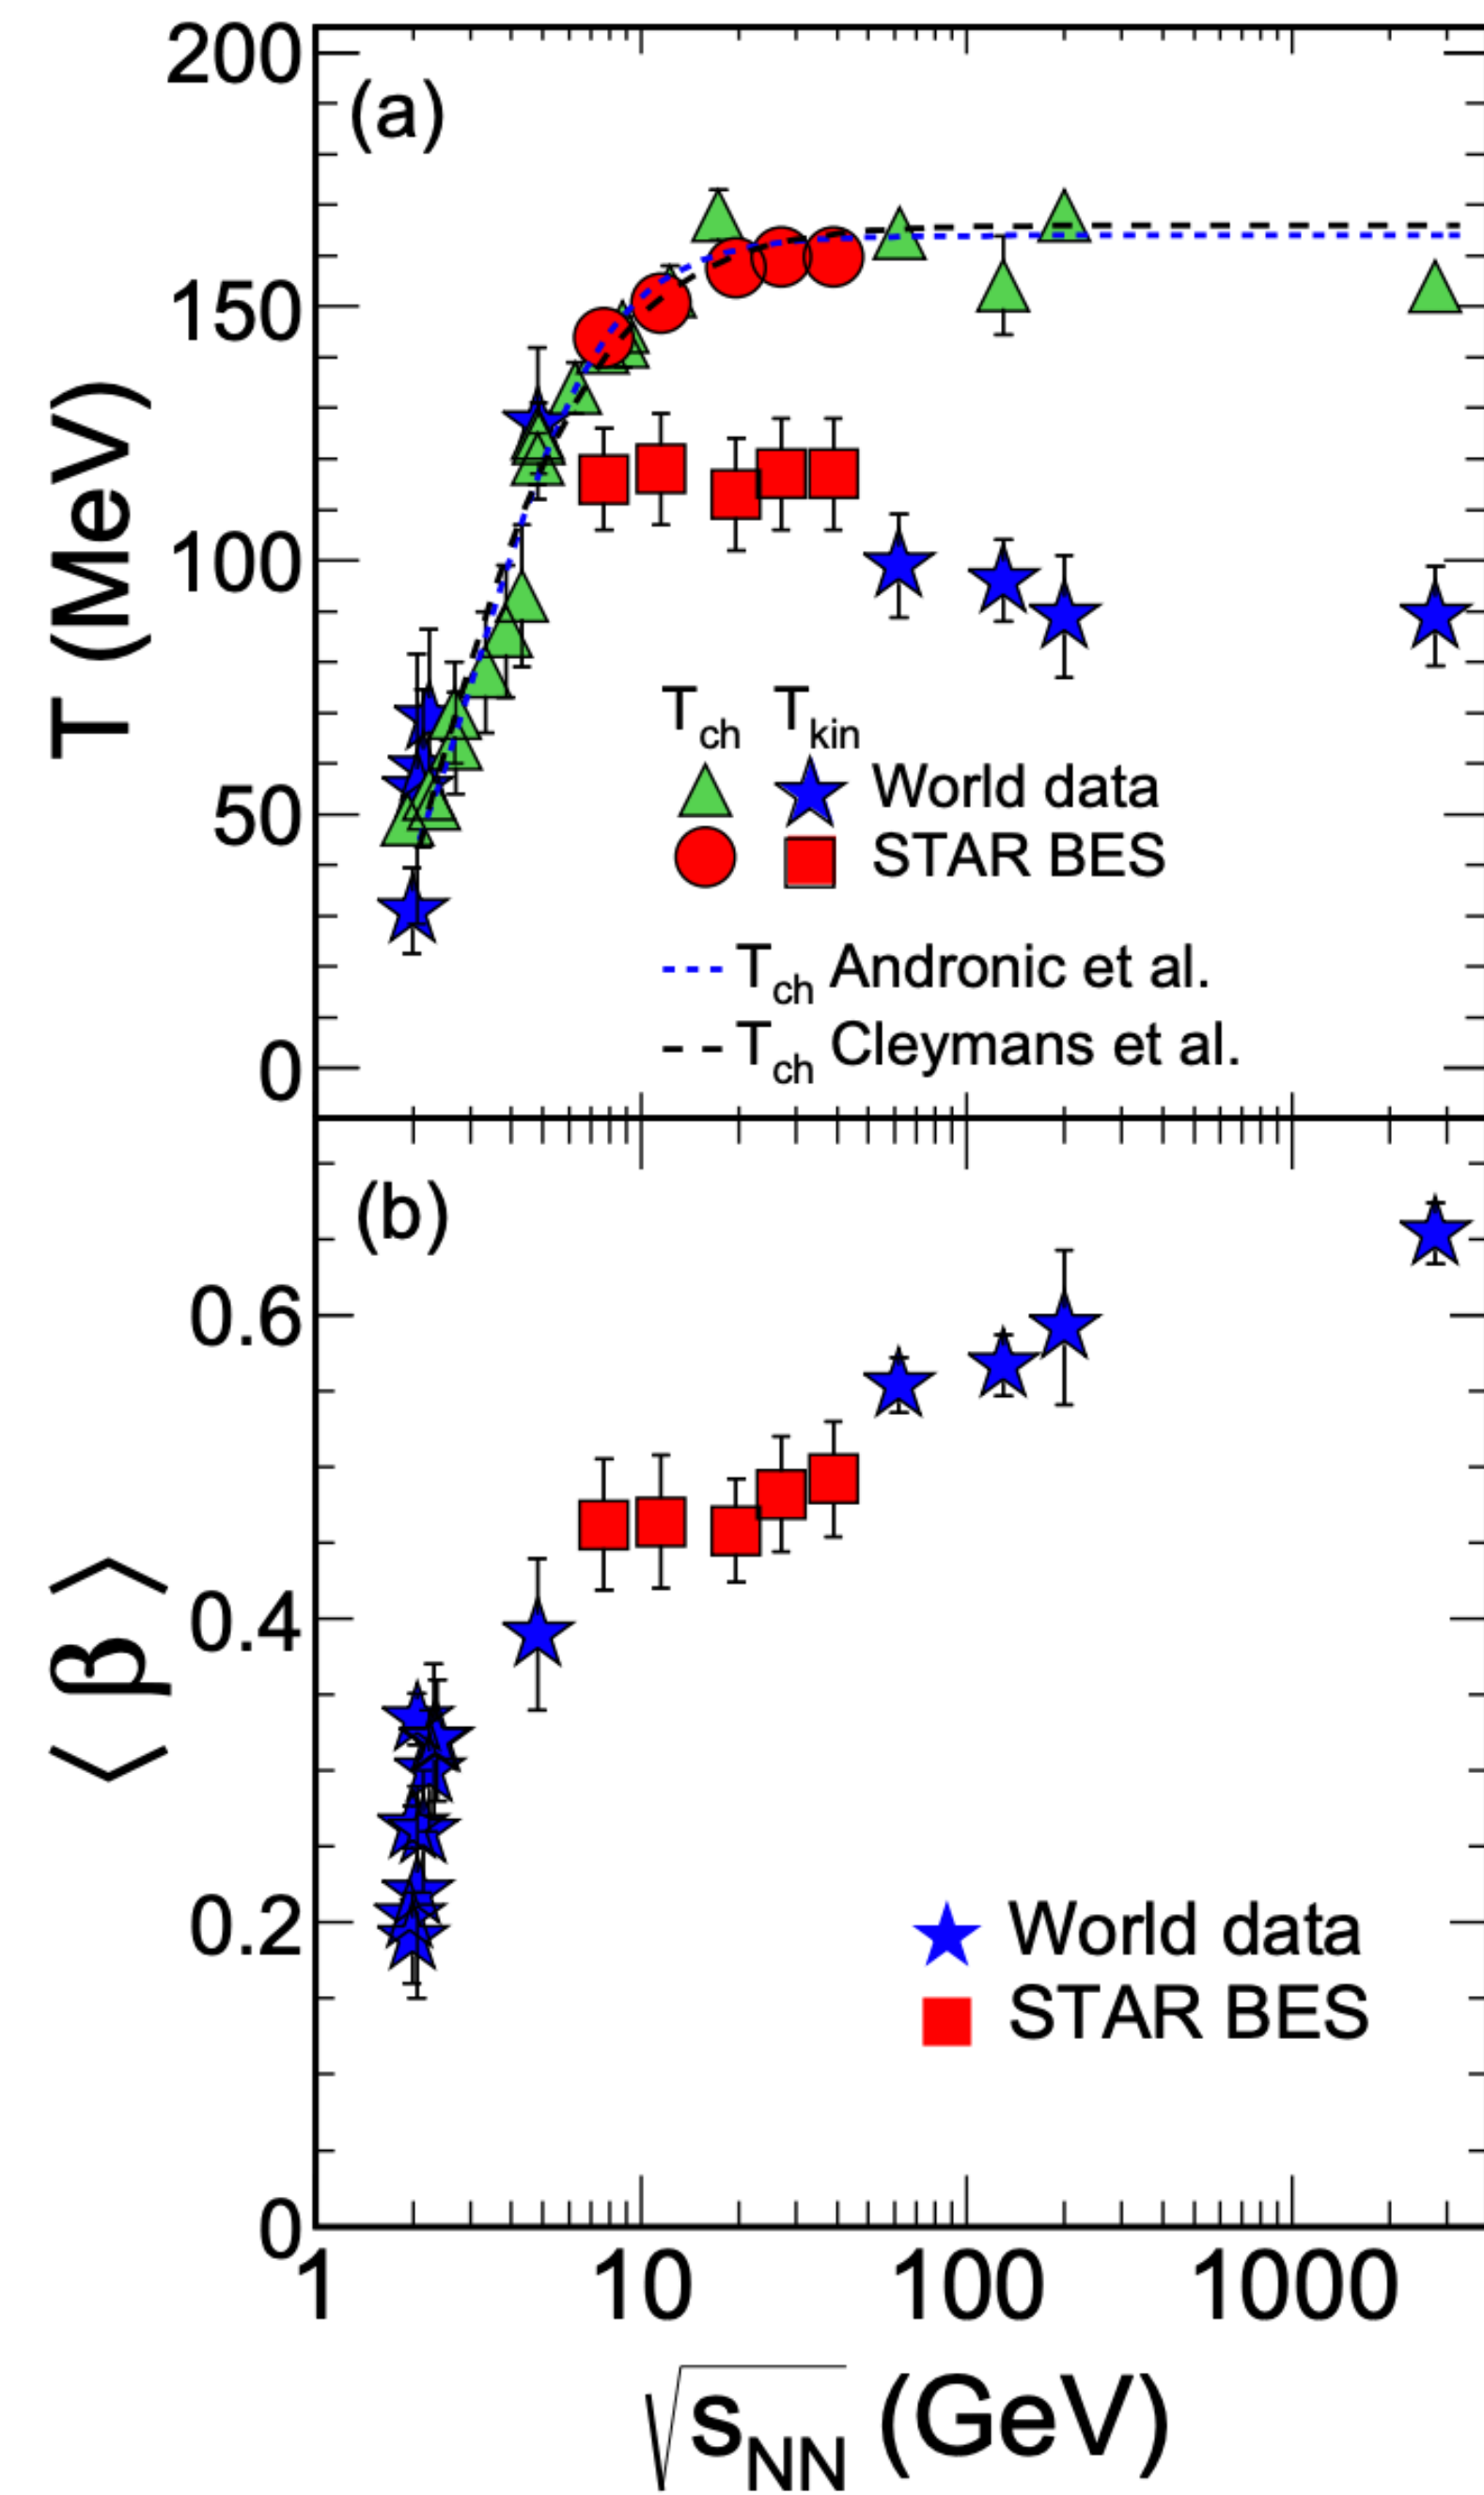 200
(a)
150
100
50
0
T (MeV)
T_ch T_kin
World data
STAR BES
T_ch Andronic et al.
T_ch Cleymans et al.
(b)
0.6
0.4
0.2
0
⟨ β ⟩
World data
STAR BES
1 10 100 1000
√s_NN (GeV)